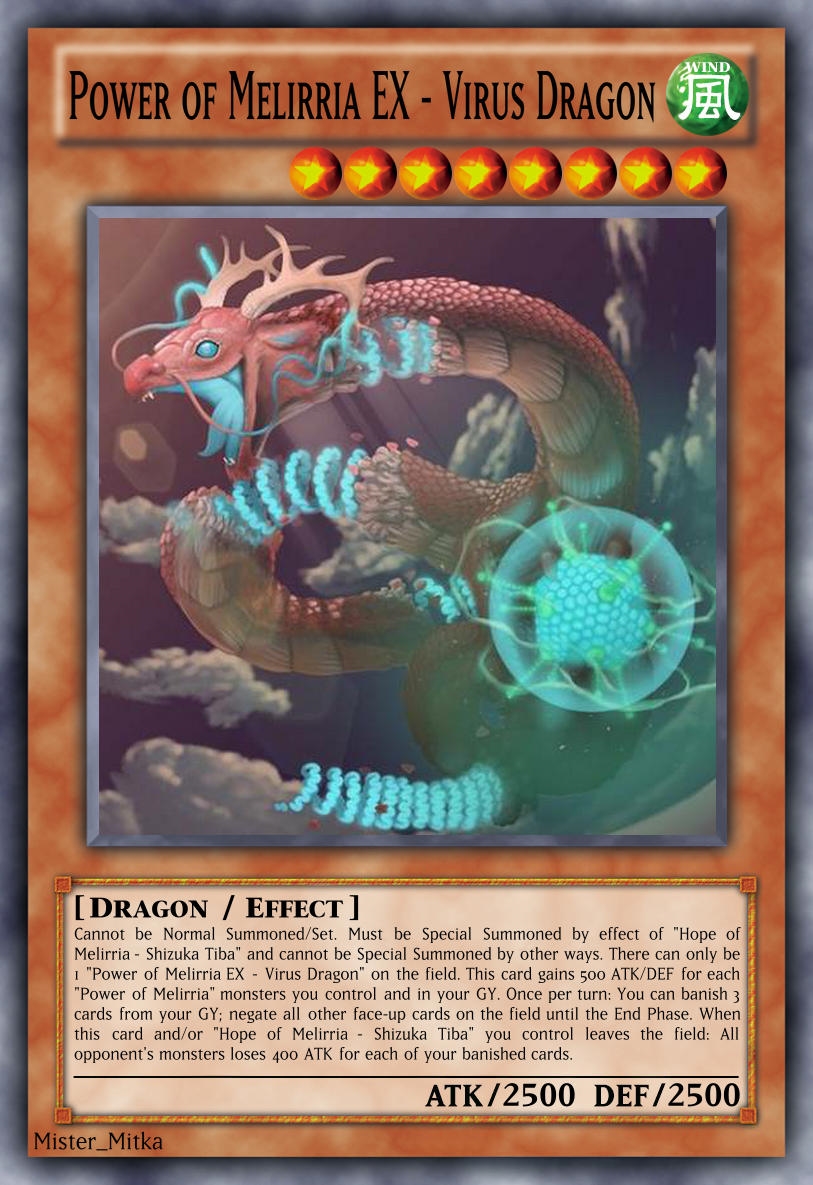 Power of Melirria EX - Virus Dragon
WIND
風
[ Dragon / Effect ]
Cannot be Normal Summoned/Set. Must be Special Summoned by effect of "Hope of
Melirria - Shizuka Tiba" and cannot be Special Summoned by other ways. There can only be
1 "Power of Melirria EX - Virus Dragon" on the field. This card gains 500 ATK/DEF for each
"Power of Melirria" monsters you control and in your GY. Once per turn: You can banish 3
cards from your GY; negate all other face-up cards on the field until the End Phase. When
this card and/or "Hope of Melirria - Shizuka Tiba" you control leaves the field: All
opponent's monsters loses 400 ATK for each of your banished cards.
ATK/2500 DEF/2500
Mister_Mitka